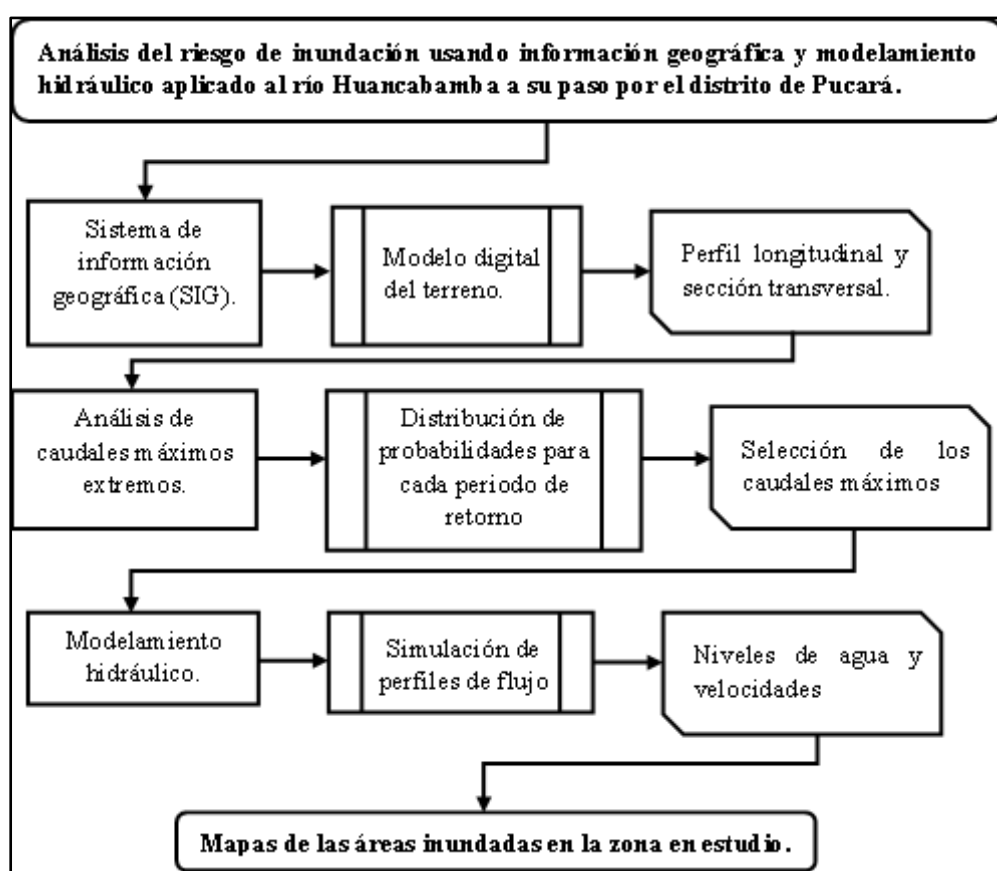 Análisis del riesgo de inundación usando información geográfica y modelamiento
hidráulico aplicado al río Huancabamba a su paso por el distrito de Pucará.
Sistema de
información
geográfica (SIG).
Modelo digital
del terreno.
Perfil longitudinal y
sección transversal.
Análisis de
caudales máximos
extremos.
Distribución de
probabilidades para
cada periodo de
retorno
Selección de los
caudales máximos
Modelamiento
hidráulico.
Simulación de
perfiles de flujo
Niveles de agua y
velocidades
Mapas de las áreas inundadas en la zona en estudio.